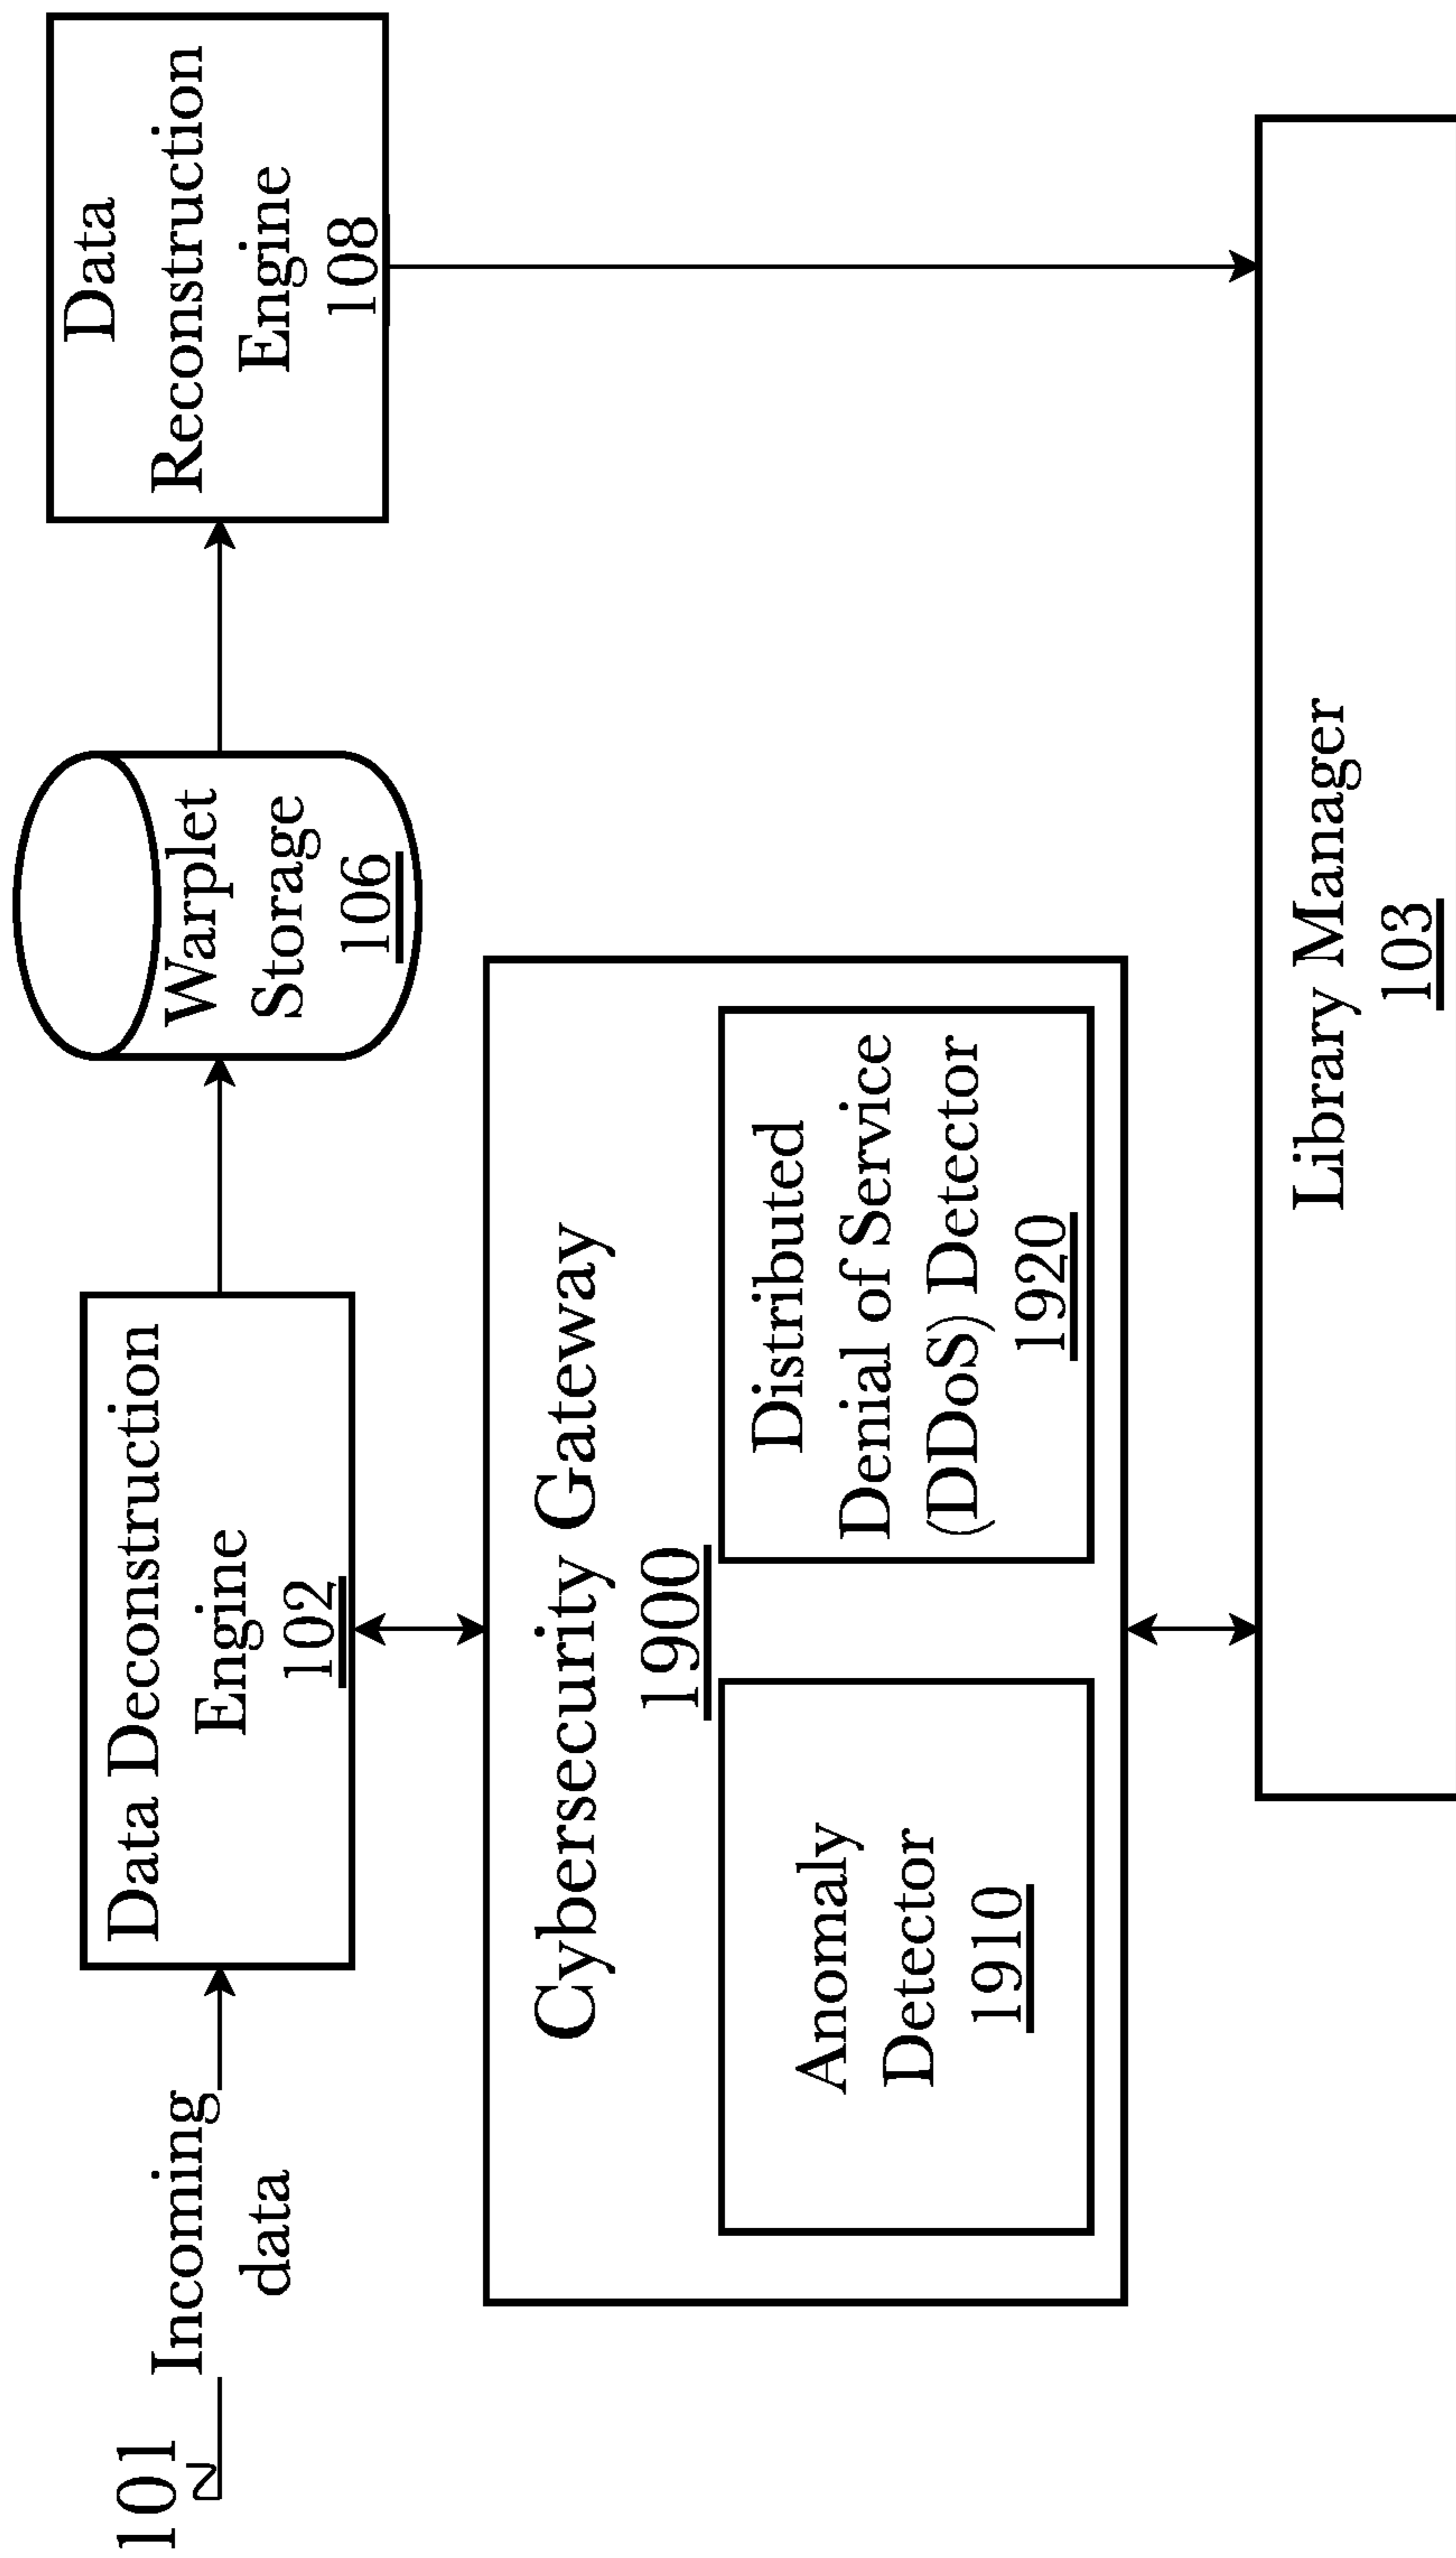 101
Incoming
data
Data Deconstruction
Engine
102
Warplet
Storage
106
Data
Reconstruction
Engine
108
Cybersecurity Gateway
1900
Anomaly
Detector
1910
Distributed
Denial of Service
(DDoS) Detector
1920
Library Manager
103